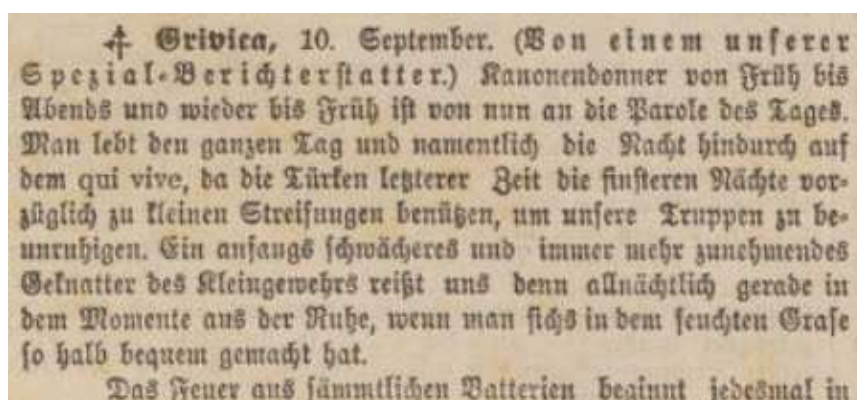 ⸸ Grivica, 10. September. (Von einem unserer
Spezial-Berichterstatter.) Kanonendonner von Früh bis
Abends und wieder bis Früh ist von nun an die Parole des Tages.
Man lebt den ganzen Tag und namentlich die Nacht hindurch auf
dem qui vive, da die Türken letzterer Zeit die finsteren Nächte vor-
züglich zu kleinen Streifungen benützen, um unsere Truppen zu be-
unruhigen. Ein anfangs schwächeres und immer mehr zunehmendes
Geknatter des Kleingewehrs reißt uns denn allnächtlich gerade in
dem Momente aus der Ruhe, wenn man sichs in dem feuchten Grase
so halb bequem gemacht hat.
Das Feuer aus sämmtlichen Batterien beginnt jedesmal in